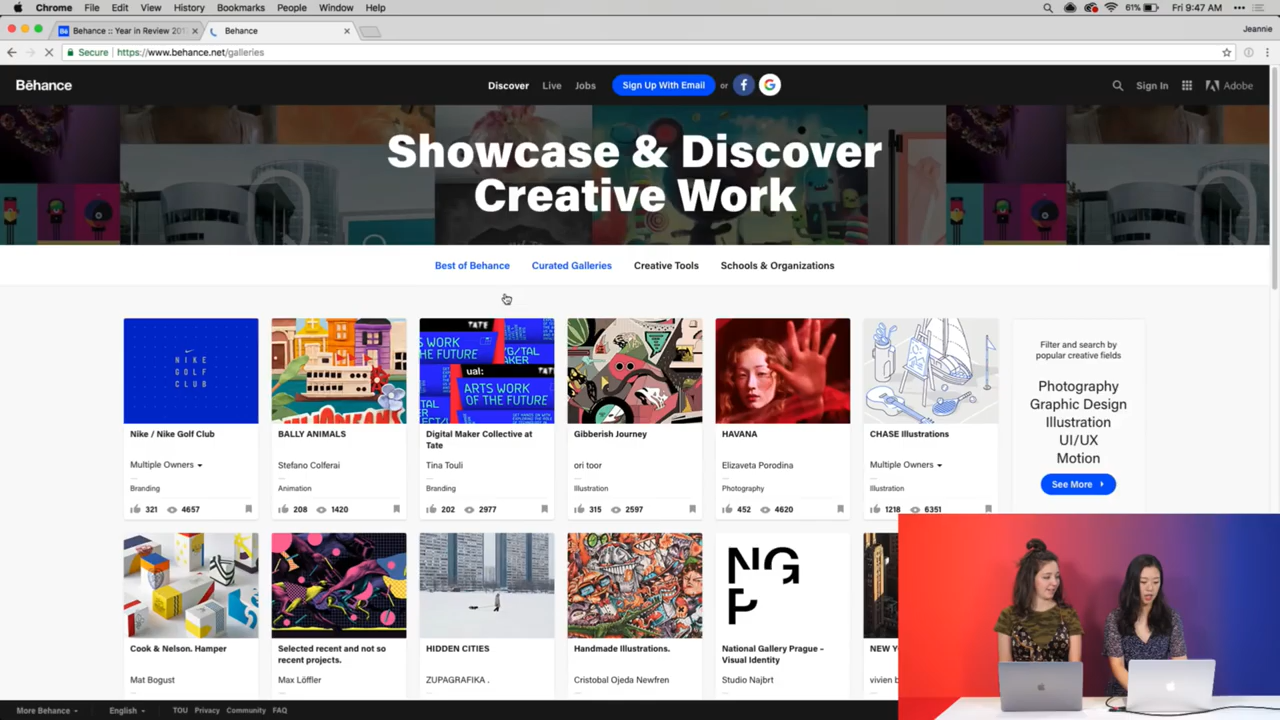 Chrome File Edit View History Bookmarks People Window Help
61% Fri 9:47 AM
Behance :: Year in Review 201
Behance
Jeannie
Secure https://www.behance.net/galleries
Bēhance
Discover Live Jobs Sign Up With Email or f G
Sign In Adobe
Showcase & Discover
Creative Work
Best of Behance Curated Galleries Creative Tools Schools & Organizations
NIKE
GOLF
CLUB
TATE
S WORK
THE FUTURE
ual:
ARTS WORK
OF THE FUTURE
Nike / Nike Golf Club
Multiple Owners
Branding
321 4657
BALLY ANIMALS
Stefano Colferai
Animation
208 1420
Digital Maker Collective at
Tate
Tina Touli
Branding
202 2977
Gibberish Journey
ori toor
Illustration
315 2597
HAVANA
Elizaveta Porodina
Photography
452 4620
CHASE Illustrations
Multiple Owners
Illustration
1218 6351
Filter and search by
popular creative fields
Photography
Graphic Design
Illustration
UI/UX
Motion
See More
NG
P
Cook & Nelson. Hamper
Mat Bogust
Selected recent and not so
recent projects.
Max Löffler
HIDDEN CITIES
ZUPAGRAFIKA .
Handmade Illustrations.
Cristobal Ojeda Newfren
National Gallery Prague –
Visual Identity
Studio Najbrt
NEW Y
vivien b
More Behance English TOU Privacy Community FAQ